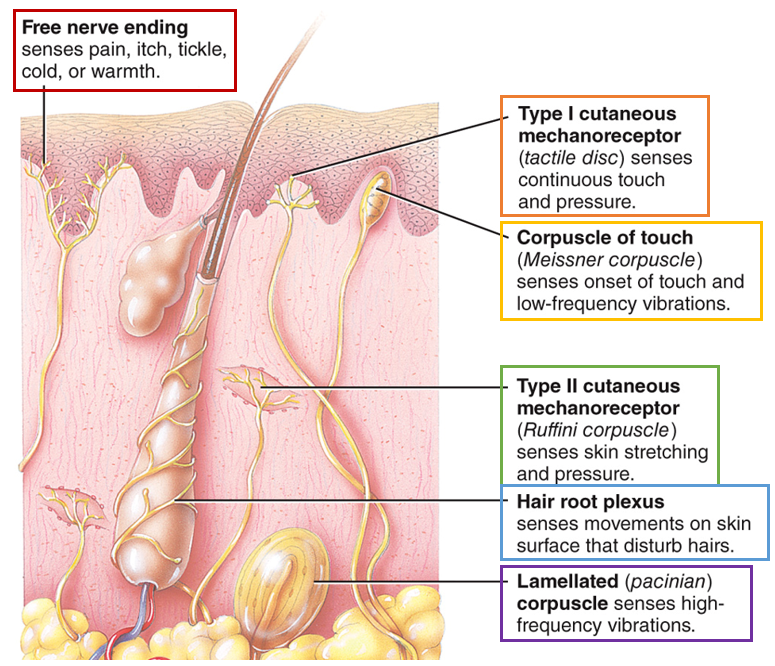 Free nerve ending
senses pain, itch, tickle,
cold, or warmth.
Type I cutaneous
mechanoreceptor
(tactile disc) senses
continuous touch
and pressure.
Corpuscle of touch
(Meissner corpuscle)
senses onset of touch and
low-frequency vibrations.
Type II cutaneous
mechanoreceptor
(Ruffini corpuscle)
senses skin stretching
and pressure.
Hair root plexus
senses movements on skin
surface that disturb hairs.
Lamellated (pacinian)
corpuscle senses high-
frequency vibrations.